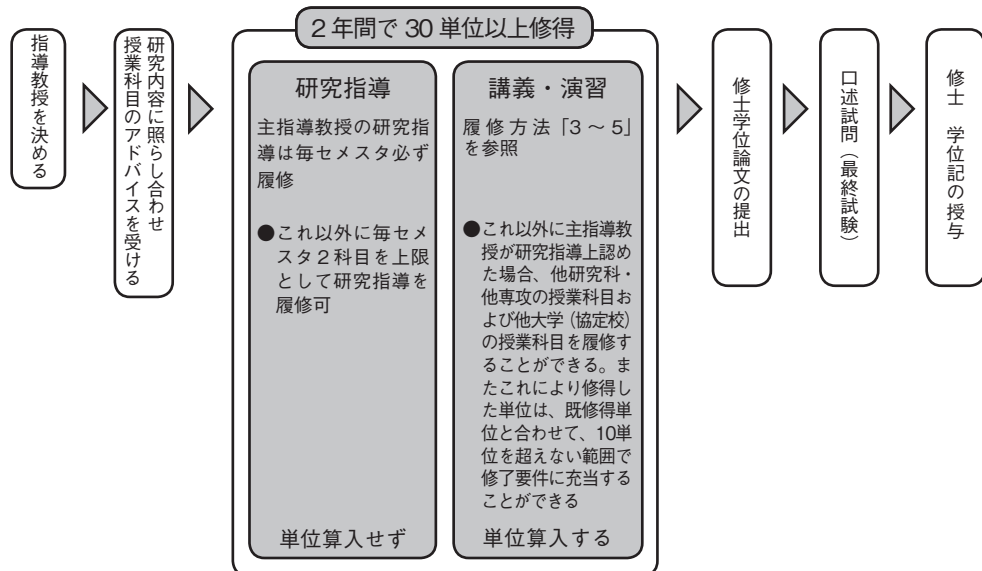 指導教授を決める
研究内容に照らし合わせ
授業科目のアドバイスを受ける
2年間で30単位以上修得
研究指導
主指導教授の研究指
導は毎セメスタ必ず
履修
●これ以外に毎セメ
スタ2科目を上限
として研究指導を
履修可
単位算入せず
講義・演習
履修方法「3～5」
を参照
●これ以外に主指導教
授が研究指導上認め
た場合、他研究科・
他専攻の授業科目お
よび他大学（協定校）
の授業科目を履修す
ることができる。ま
たこれにより修得し
た単位は、既修得単
位と合わせて、10単
位を超えない範囲で
修了要件に充当する
ことができる
単位算入する
修士学位論文の提出
口述試問（最終試験）
修士　学位記の授与